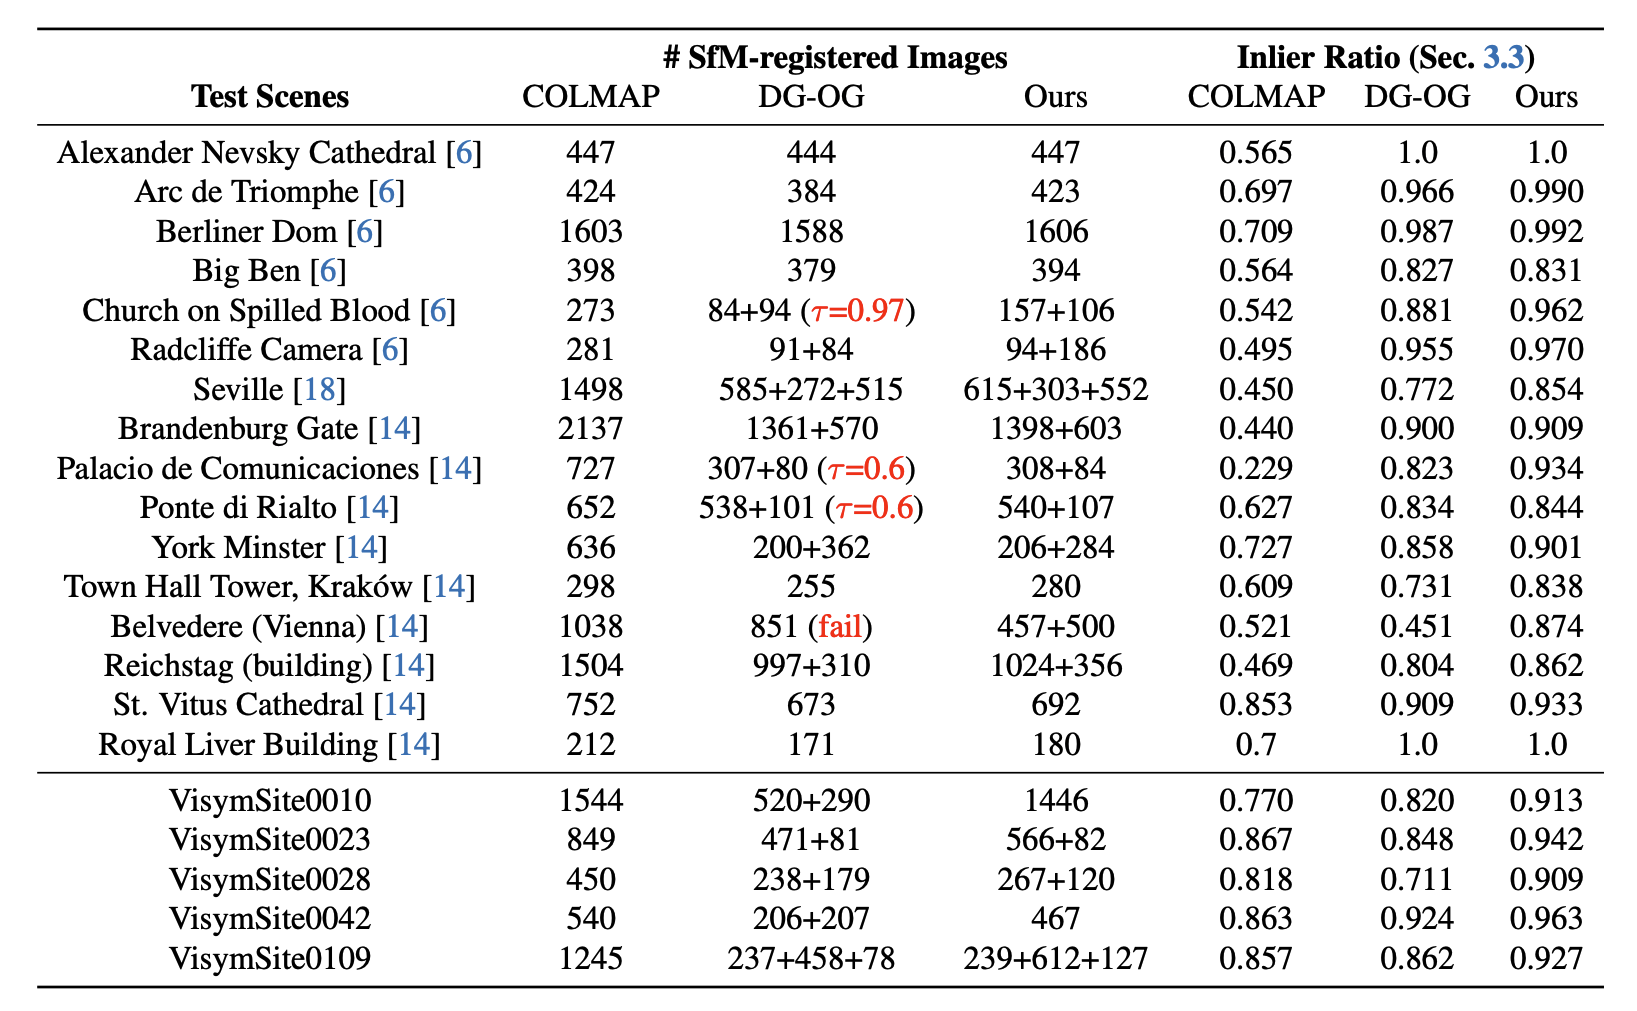 # SfM-registered Images Inlier Ratio (Sec. 3.3)
Test Scenes COLMAP DG-OG Ours COLMAP DG-OG Ours
Alexander Nevsky Cathedral [6] 447 444 447 0.565 1.0 1.0
Arc de Triomphe [6] 424 384 423 0.697 0.966 0.990
Berliner Dom [6] 1603 1588 1606 0.709 0.987 0.992
Big Ben [6] 398 379 394 0.564 0.827 0.831
Church on Spilled Blood [6] 273 84+94 (τ=0.97) 157+106 0.542 0.881 0.962
Radcliffe Camera [6] 281 91+84 94+186 0.495 0.955 0.970
Seville [18] 1498 585+272+515 615+303+552 0.450 0.772 0.854
Brandenburg Gate [14] 2137 1361+570 1398+603 0.440 0.900 0.909
Palacio de Comunicaciones [14] 727 307+80 (τ=0.6) 308+84 0.229 0.823 0.934
Ponte di Rialto [14] 652 538+101 (τ=0.6) 540+107 0.627 0.834 0.844
York Minster [14] 636 200+362 206+284 0.727 0.858 0.901
Town Hall Tower, Kraków [14] 298 255 280 0.609 0.731 0.838
Belvedere (Vienna) [14] 1038 851 (fail) 457+500 0.521 0.451 0.874
Reichstag (building) [14] 1504 997+310 1024+356 0.469 0.804 0.862
St. Vitus Cathedral [14] 752 673 692 0.853 0.909 0.933
Royal Liver Building [14] 212 171 180 0.7 1.0 1.0
VisymSite0010 1544 520+290 1446 0.770 0.820 0.913
VisymSite0023 849 471+81 566+82 0.867 0.848 0.942
VisymSite0028 450 238+179 267+120 0.818 0.711 0.909
VisymSite0042 540 206+207 467 0.863 0.924 0.963
VisymSite0109 1245 237+458+78 239+612+127 0.857 0.862 0.927